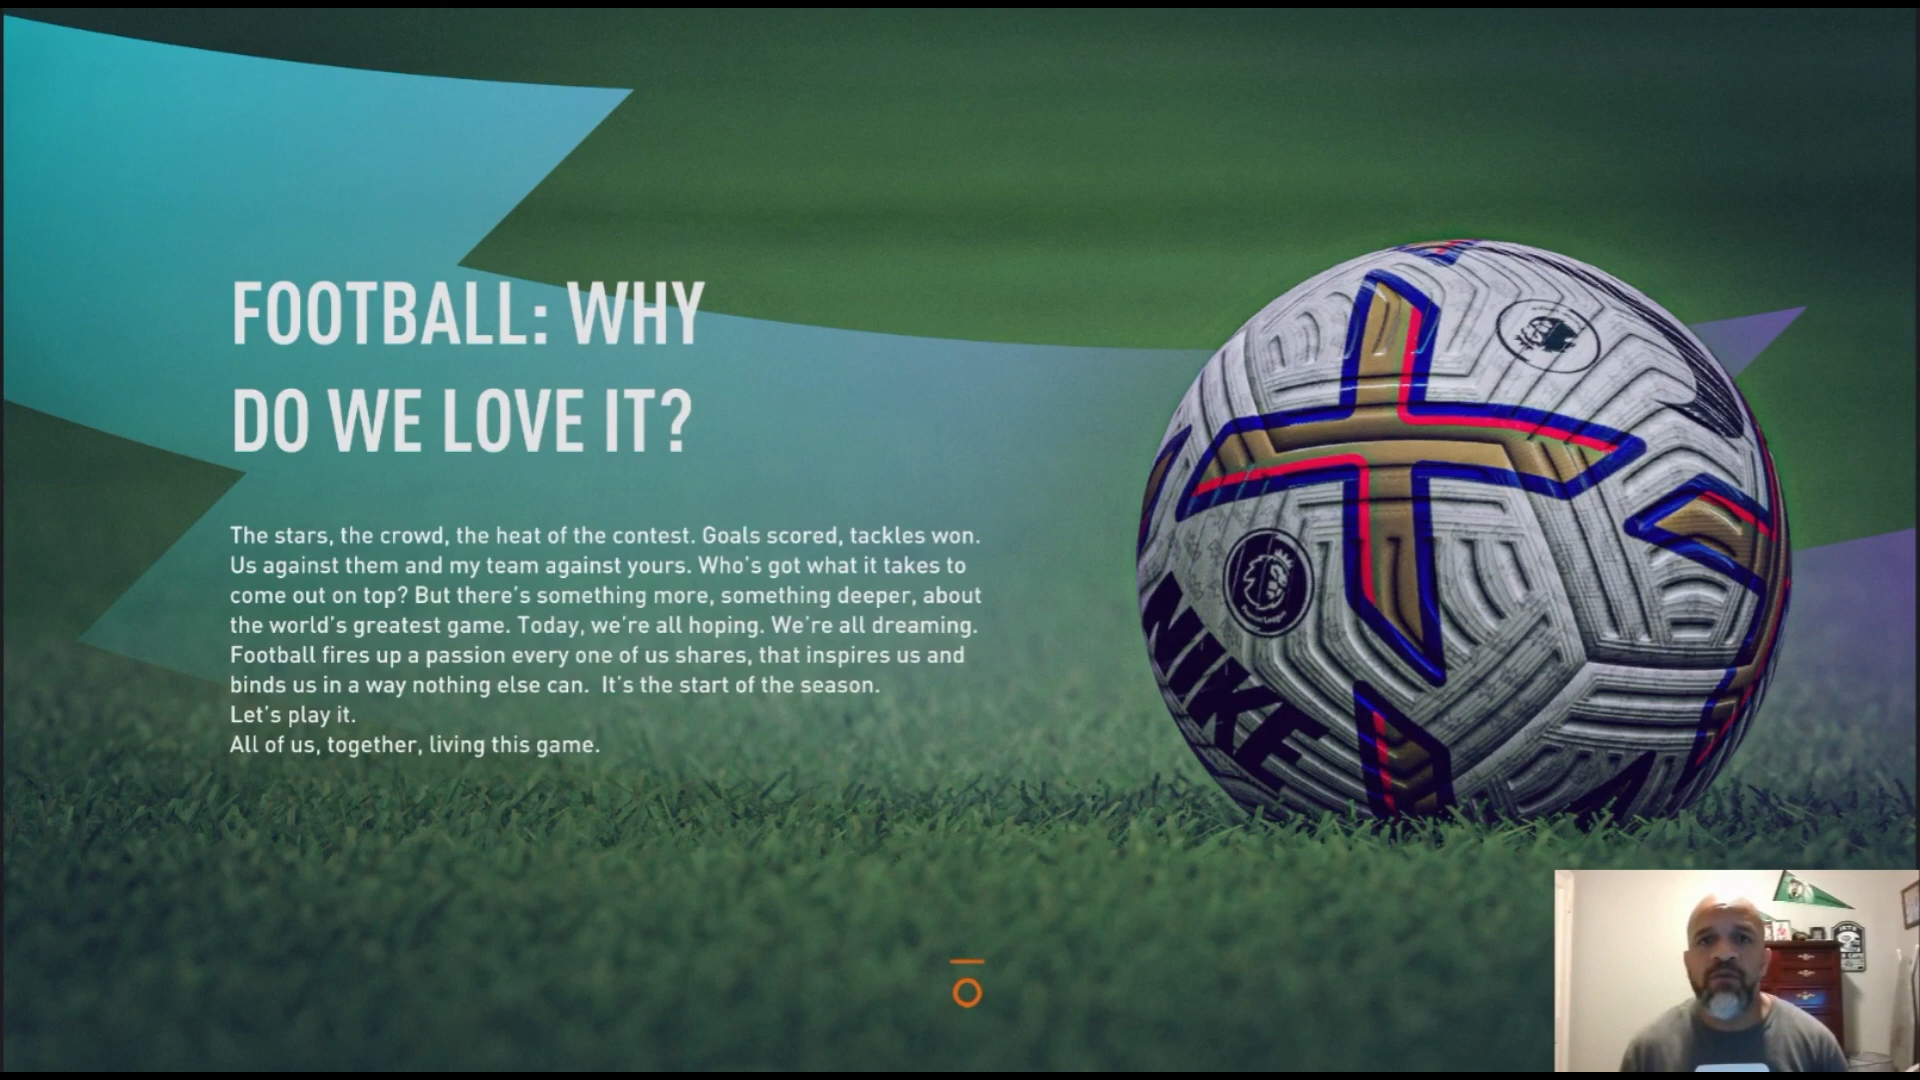 FOOTBALL: WHY
DO WE LOVE IT?
The stars, the crowd, the heat of the contest. Goals scored, tackles won.
Us against them and my team against yours. Who's got what it takes to
come out on top? But there's something more, something deeper, about
the world's greatest game. Today, we're all hoping. We're all dreaming.
Football fires up a passion every one of us shares, that inspires us and
binds us in a way nothing else can. It's the start of the season.
Let's play it.
All of us, together, living this game.
NIKE